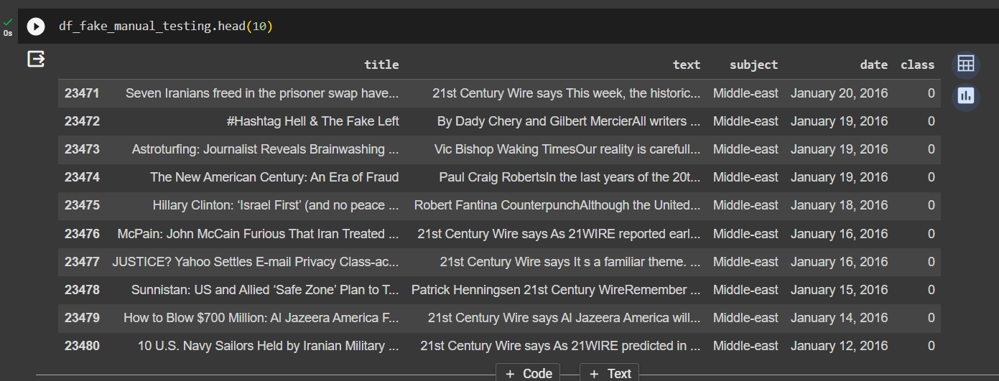 df_fake_manual_testing.head(10)
0s
title text subject date class
23471 Seven Iranians freed in the prisoner swap have... 21st Century Wire says This week, the historic... Middle-east January 20, 2016 0
23472 #Hashtag Hell & The Fake Left By Dady Chery and Gilbert MercierAll writers ... Middle-east January 19, 2016 0
23473 Astroturfing: Journalist Reveals Brainwashing ... Vic Bishop Waking TimesOur reality is carefull... Middle-east January 19, 2016 0
23474 The New American Century: An Era of Fraud Paul Craig RobertsIn the last years of the 20t... Middle-east January 19, 2016 0
23475 Hillary Clinton: ‘Israel First’ (and no peace ... Robert Fantina CounterpunchAlthough the United... Middle-east January 18, 2016 0
23476 McPain: John McCain Furious That Iran Treated ... 21st Century Wire says As 21WIRE reported earl... Middle-east January 16, 2016 0
23477 JUSTICE? Yahoo Settles E-mail Privacy Class-ac... 21st Century Wire says It s a familiar theme. ... Middle-east January 16, 2016 0
23478 Sunnistan: US and Allied ‘Safe Zone’ Plan to T... Patrick Henningsen 21st Century WireRemember ... Middle-east January 15, 2016 0
23479 How to Blow $700 Million: Al Jazeera America F... 21st Century Wire says Al Jazeera America will... Middle-east January 14, 2016 0
23480 10 U.S. Navy Sailors Held by Iranian Military ... 21st Century Wire says As 21WIRE predicted in ... Middle-east January 12, 2016 0
+ Code + Text